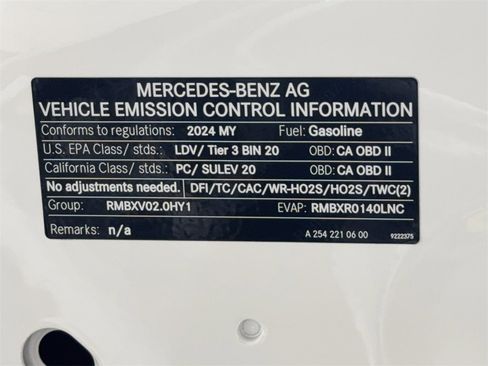 MERCEDES-BENZ AG
VEHICLE EMISSION CONTROL INFORMATION
Conforms to regulations: 2024 MY Fuel: Gasoline
U.S. EPA Class/ stds.: LDV/ Tier 3 BIN 20 OBD: CA OBD II
California Class/ stds.: PC/ SULEV 20 OBD: CA OBD II
No adjustments needed. DFI/TC/CAC/WR-HO2S/HO2S/TWC(2)
Group: RMBXV02.0HY1 EVAP: RMBXR0140LNC
Remarks: n/a
A 254 221 06 00 9222375